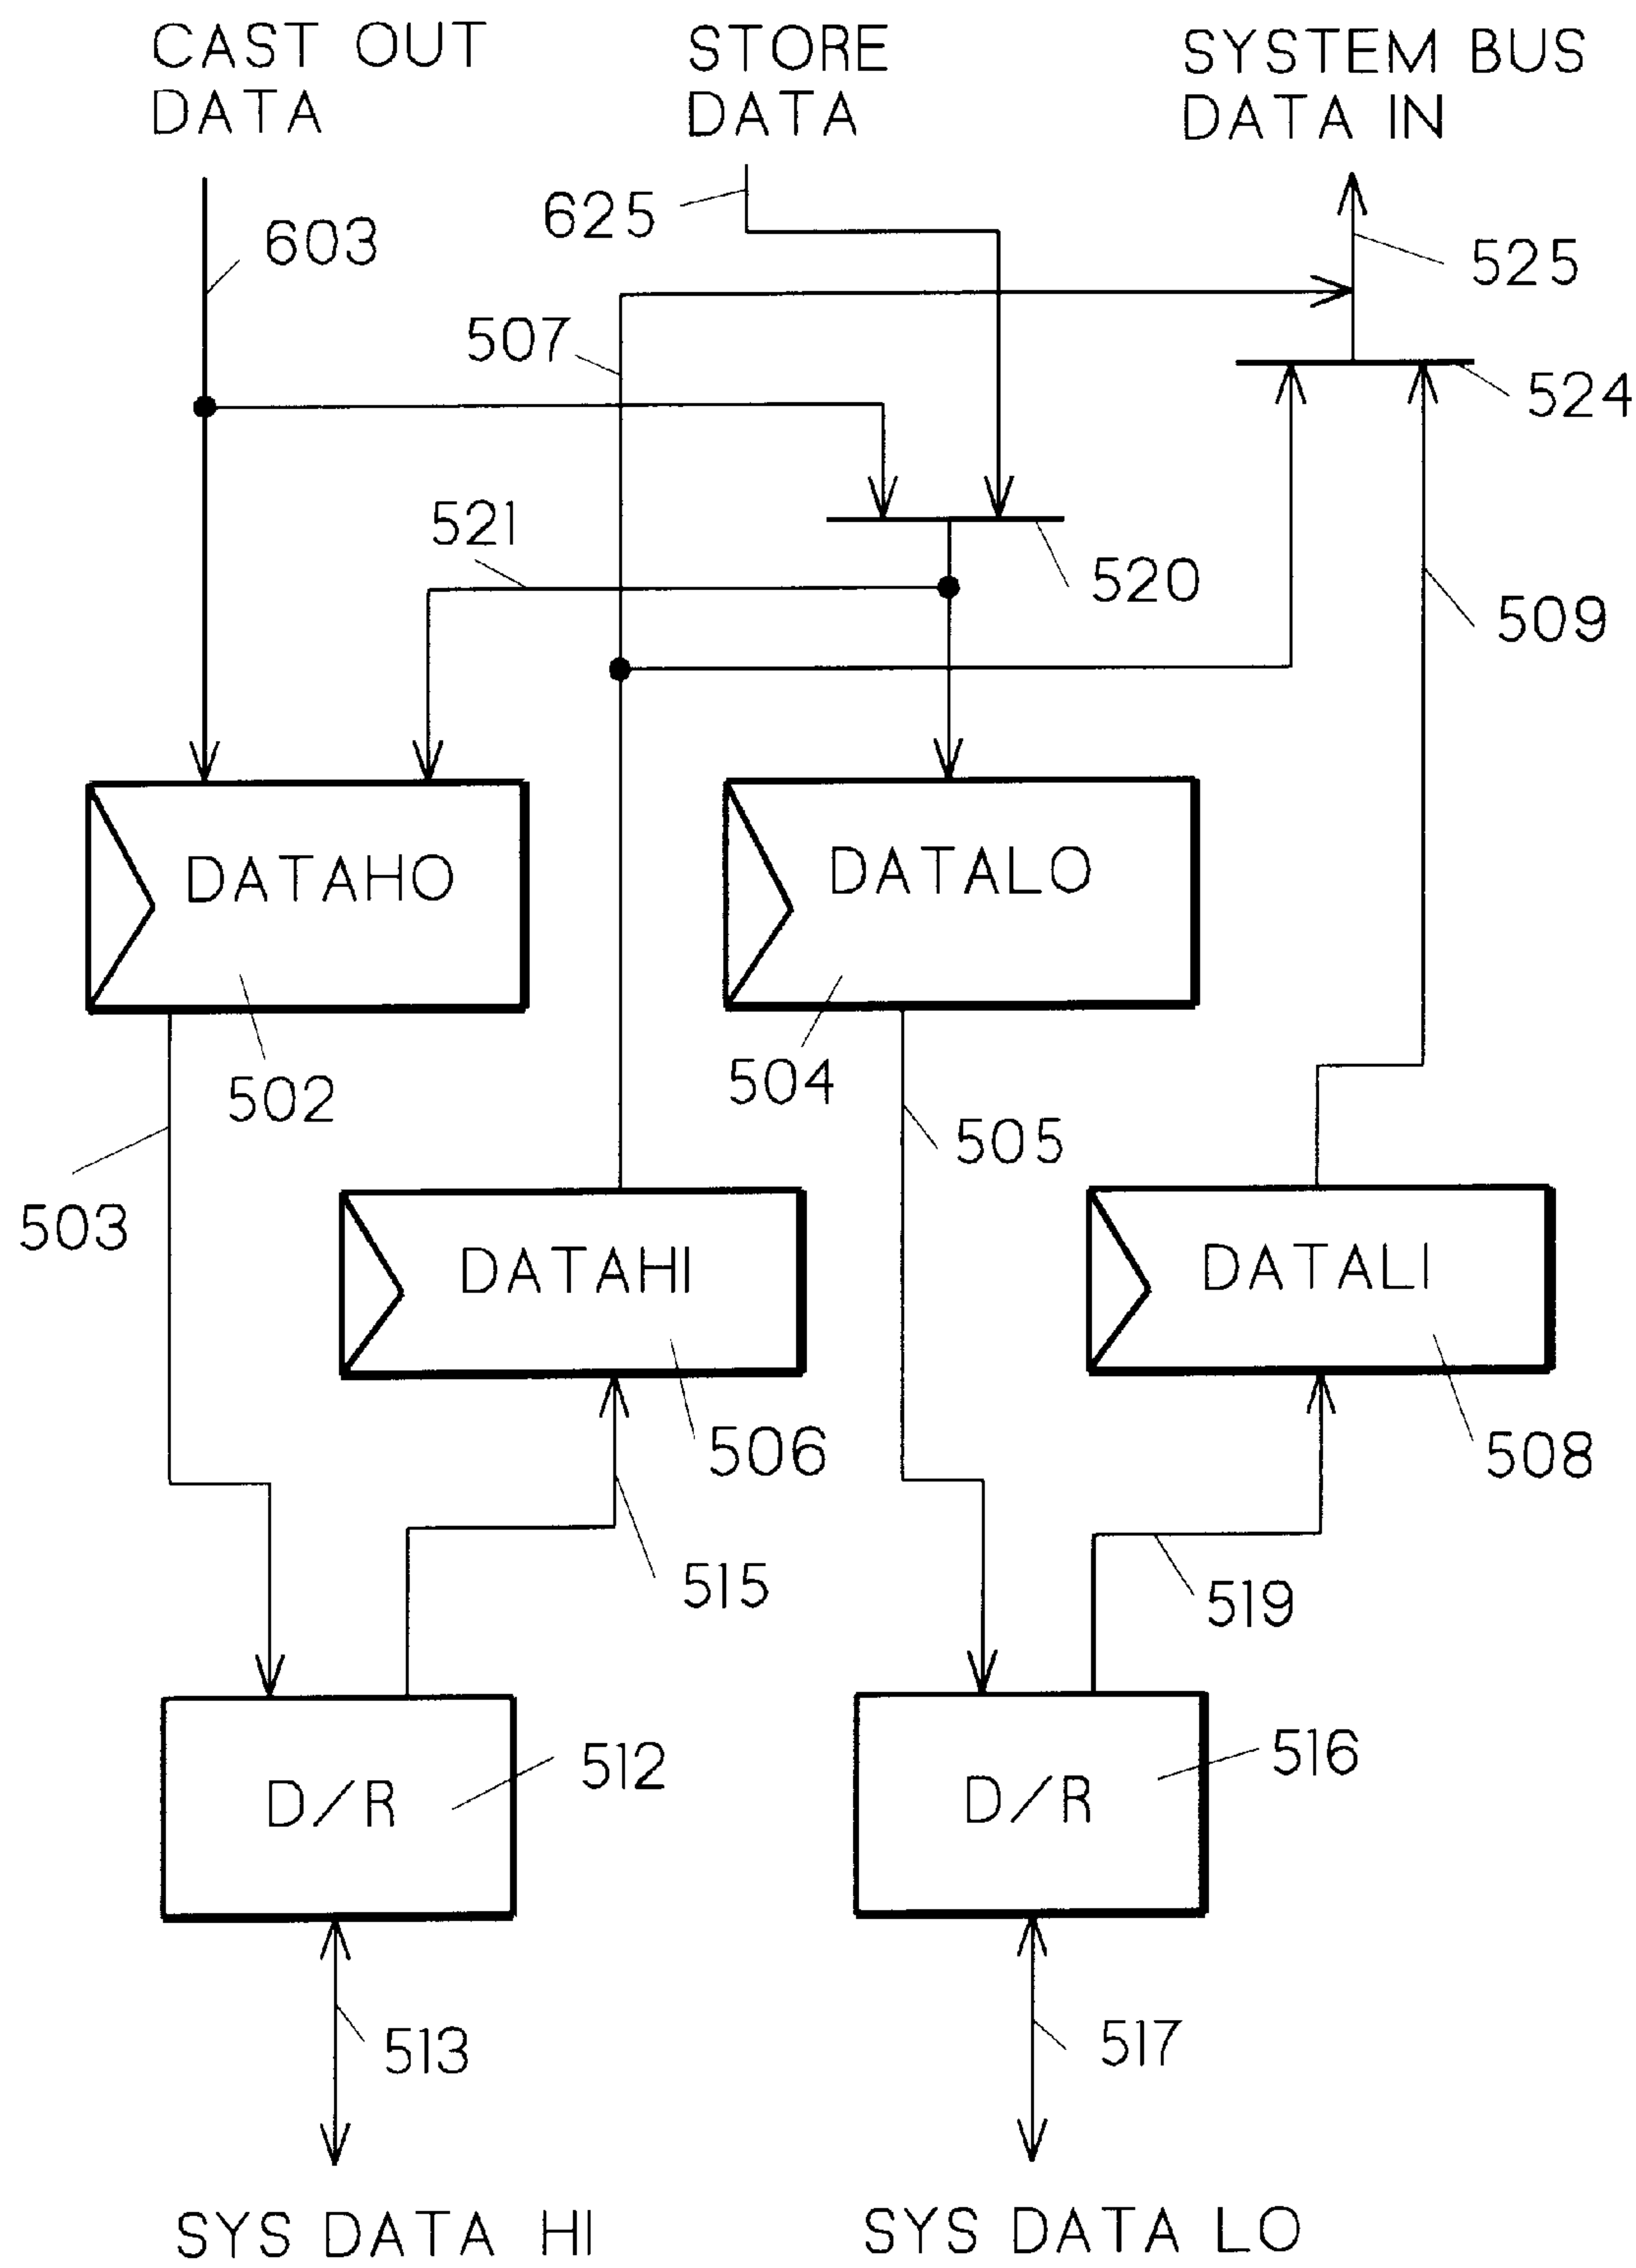 CAST OUT
DATA
STORE
DATA
SYSTEM BUS
DATA IN
603
625
525
507
524
521
520
509
DATAHO
DATALO
502
504
505
503
DATAHI
DATALI
506
508
515
519
D/R
512
D/R
516
513
517
SYS DATA HI
SYS DATA LO